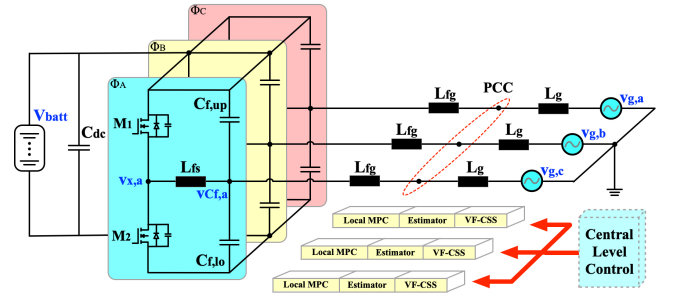 ΦC
ΦB
ΦA
Vbatt
Cdc
M1
Cf,up
vx,a
Lfs
vCf,a
M2
Cf,lo
PCC
Lfg
Lg
vg,a
Lfg
Lg
vg,b
Lfg
Lg
vg,c
Local MPC Estimator VF-CSS
Local MPC Estimator VF-CSS
Local MPC Estimator VF-CSS
Central
Level
Control